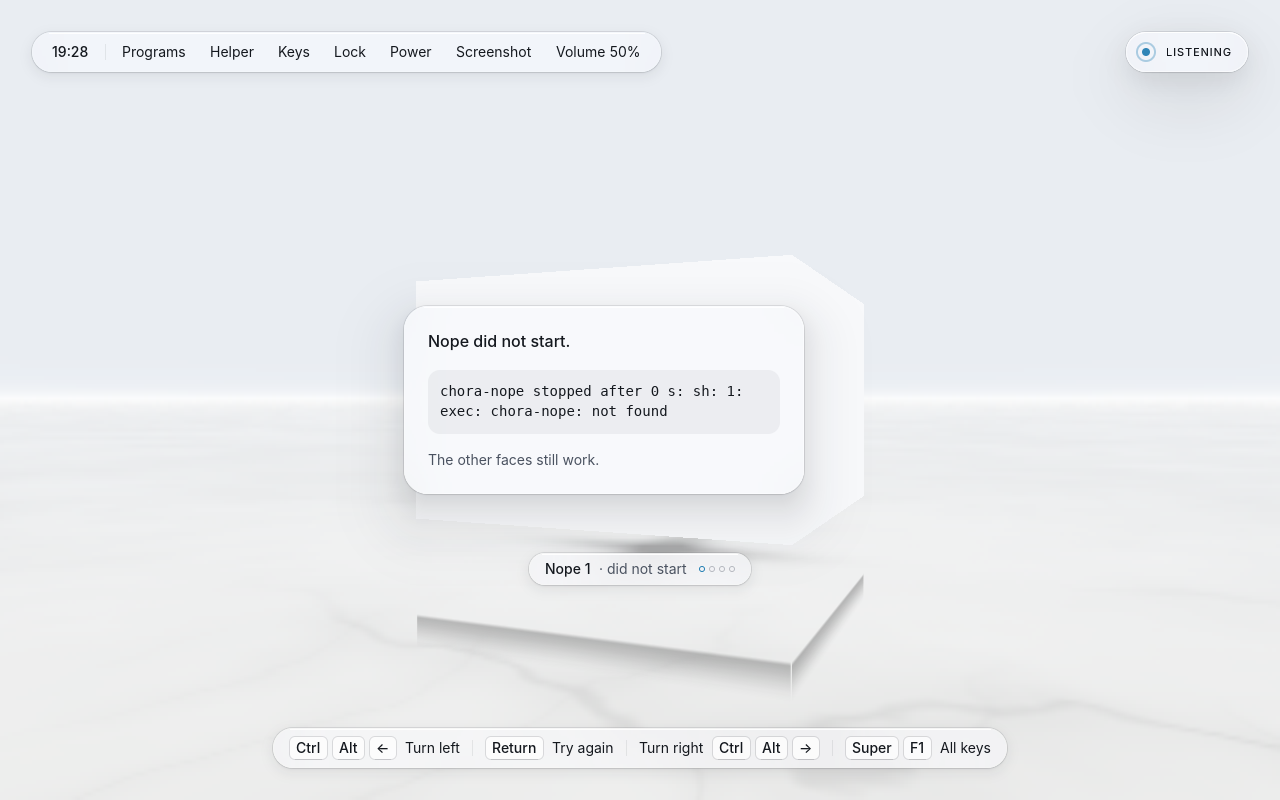 19:28 Programs Helper Keys Lock Power Screenshot Volume 50%
LISTENING
Nope did not start.
chora-nope stopped after 0 s: sh: 1:
exec: chora-nope: not found
The other faces still work.
Nope 1 · did not start
Ctrl Alt ← Turn left Return Try again Turn right Ctrl Alt → Super F1 All keys